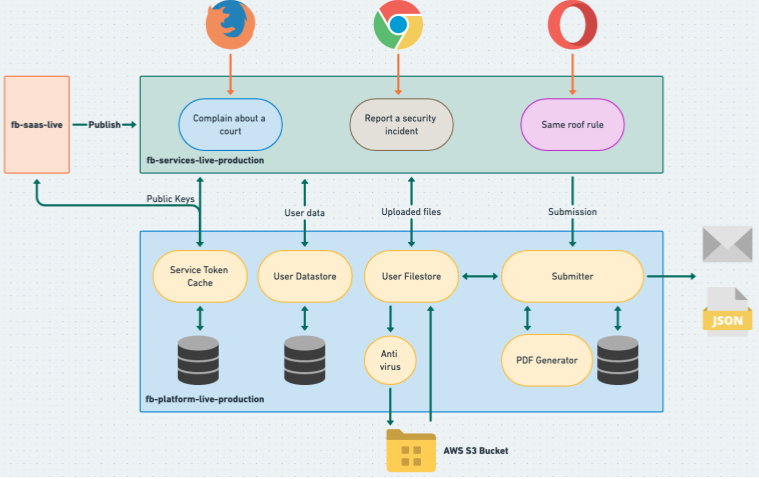 fb-saas-live
Publish
Complain about a
court
Report a security
incident
Same roof rule
fb-services-live-production
Public Keys
User data
Uploaded files
Submission
Service Token
Cache
User Datastore
User Filestore
Submitter
JSON
Anti
virus
PDF Generator
fb-platform-live-production
AWS S3 Bucket